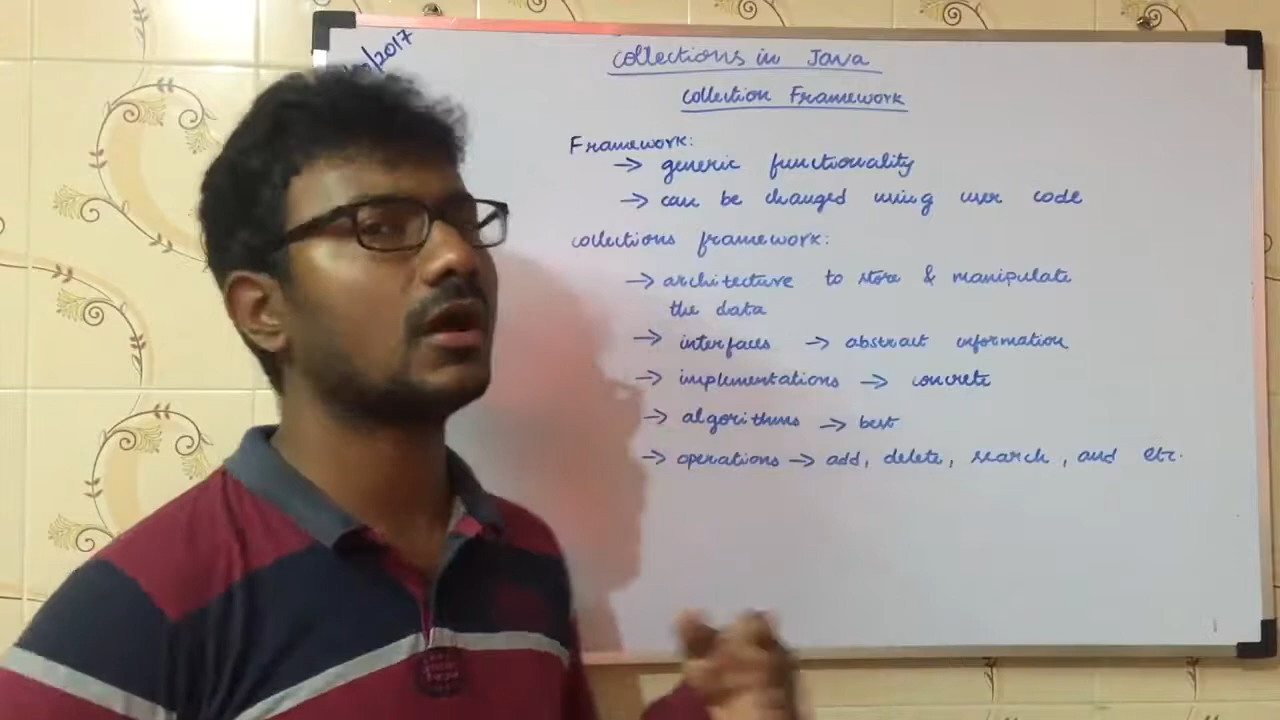 /2017
Collections in Java
Collection Framework
Framework:
→ generic functionality
→ can be changed using user code
collections framework:
→ architecture to store & manipulate
the data
→ interfaces → abstract information
→ implementations → concrete
→ algorithms → best
→ operations → add, delete, search, and etc.